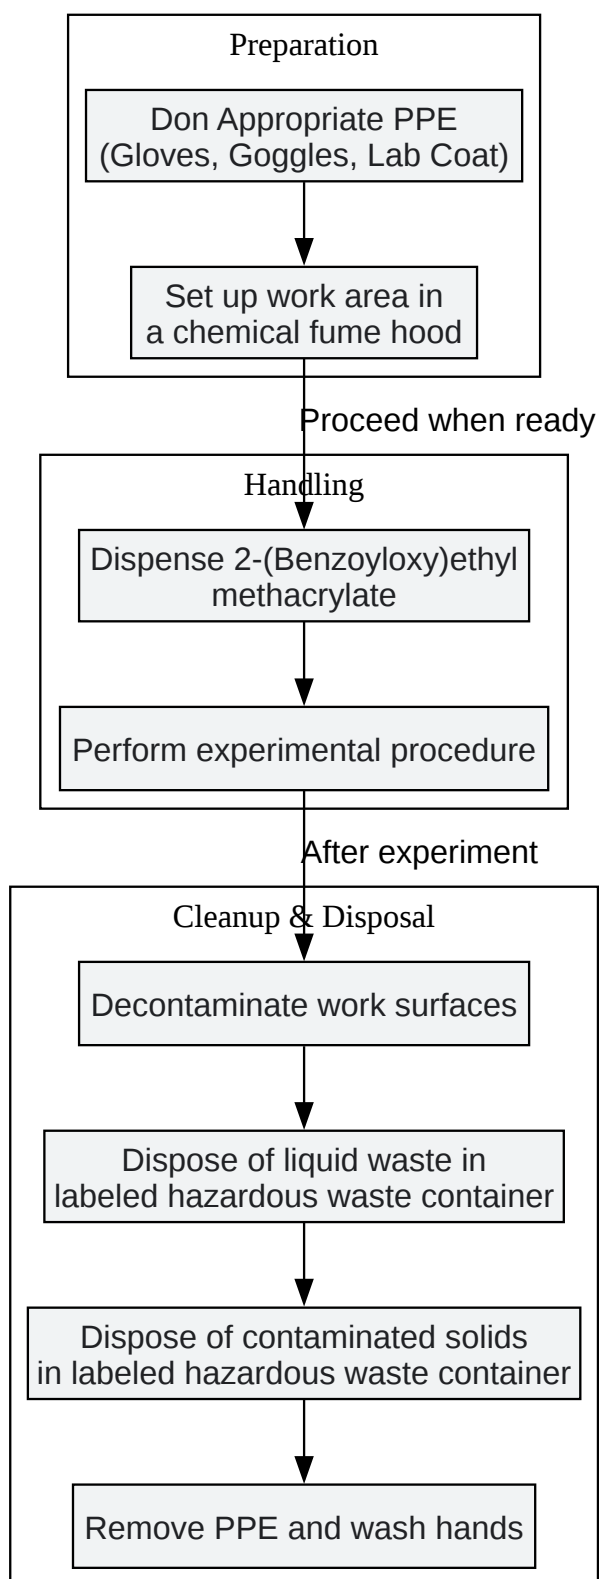 Preparation
Don Appropriate PPE
(Gloves, Goggles, Lab Coat)
Set up work area in
a chemical fume hood
Proceed when ready
Handling
Dispense 2-(Benzoyloxy)ethyl
methacrylate
Perform experimental procedure
After experiment
Cleanup & Disposal
Decontaminate work surfaces
Dispose of liquid waste in
labeled hazardous waste container
Dispose of contaminated solids
in labeled hazardous waste container
Remove PPE and wash hands